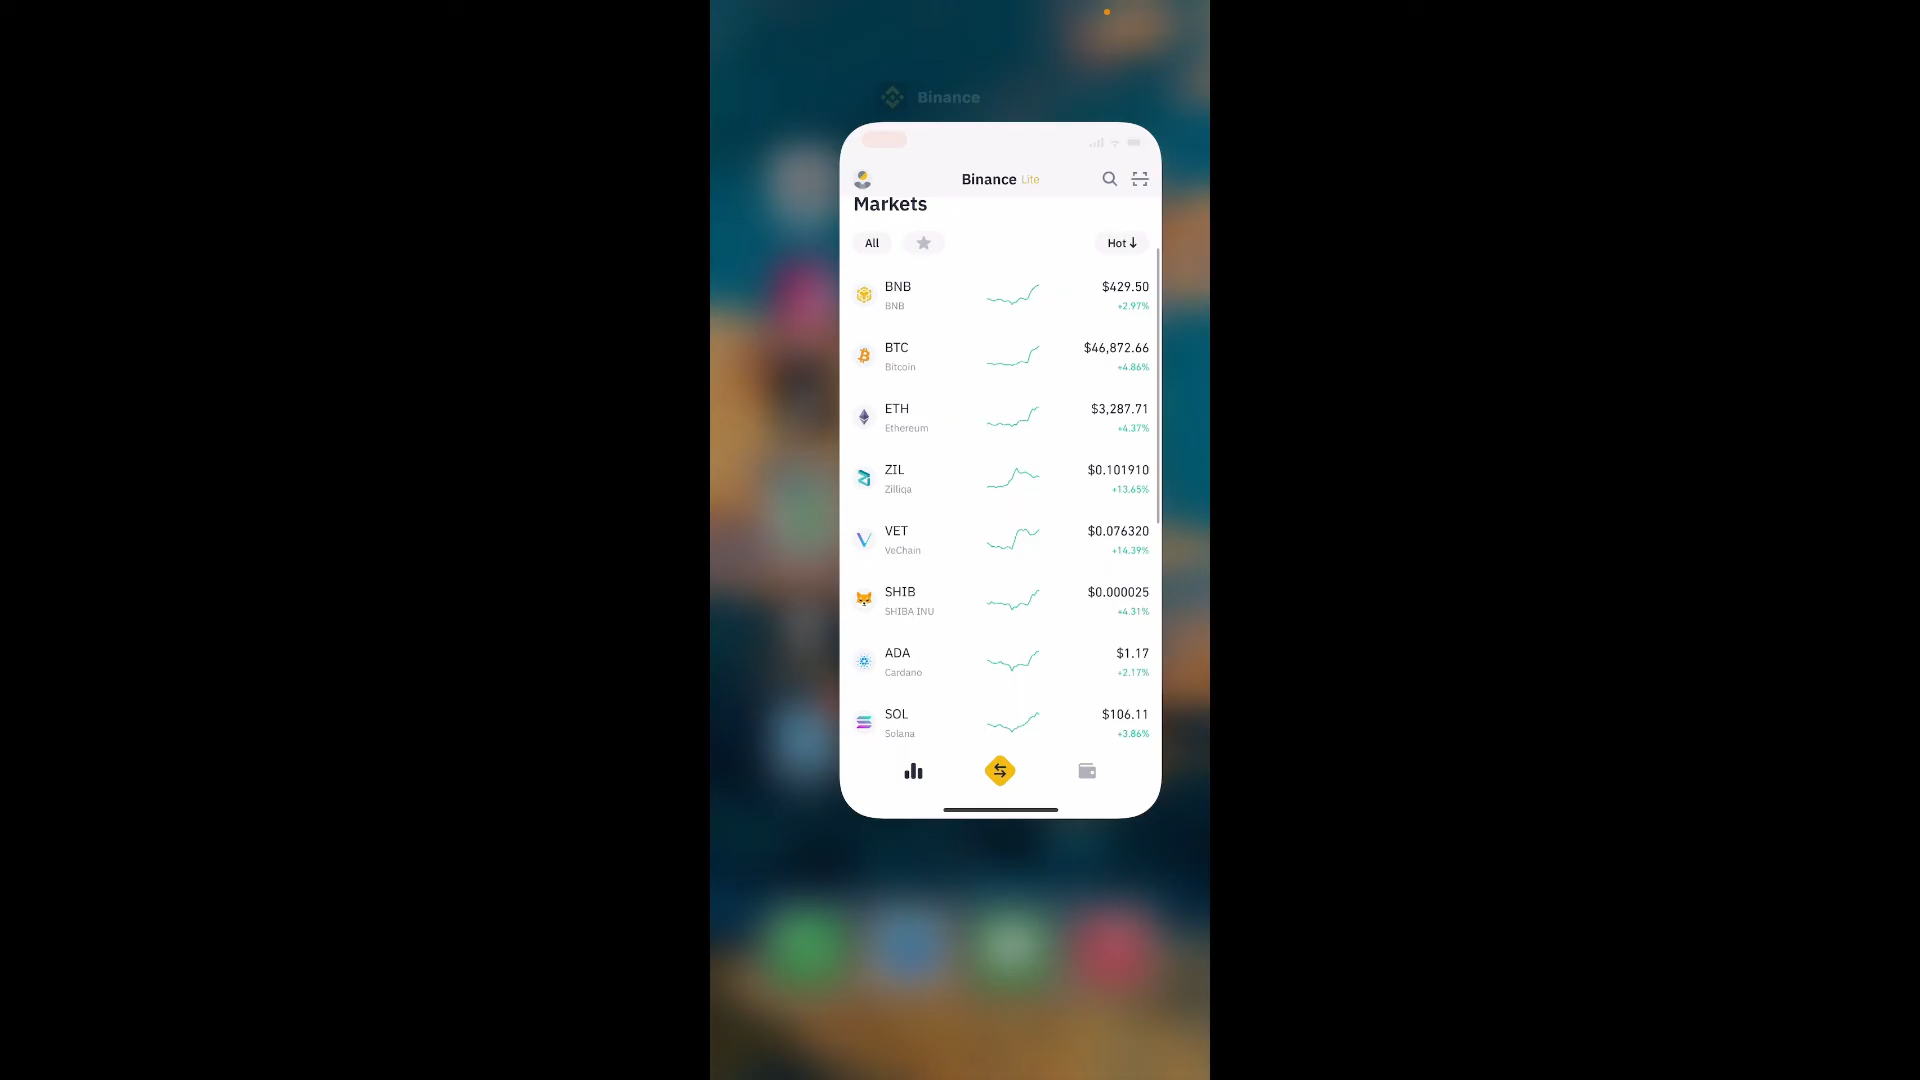 Binance
Binance Lite
Markets
All
Hot ↓
BNB $429.50
BNB +2.97%
BTC $46,872.66
Bitcoin +4.86%
ETH $3,287.71
Ethereum +4.37%
ZIL $0.101910
Zilliqa +13.65%
VET $0.076320
VeChain +14.39%
SHIB $0.000025
SHIBA INU +4.31%
ADA $1.17
Cardano +2.17%
SOL $106.11
Solana +3.86%